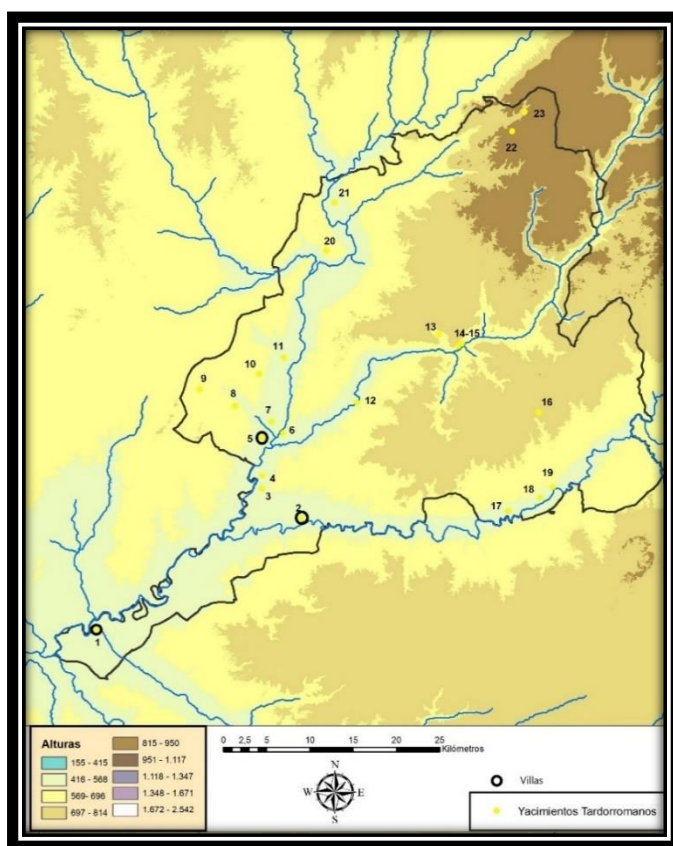 23
22
21
20
13
14-15
11
10
9
8
12
7
16
6
5
19
4
18
3
17
2
1
Alturas
155 - 415
416 - 568
569- 696
697 - 814
815 - 950
951 - 1.117
1.118 - 1.347
1.348 - 1.671
1.672 - 2.542
0 2,5 5 10 15 20 25
Kilómetros
N
W E
S
Villas
Yacimientos Tardorromanos